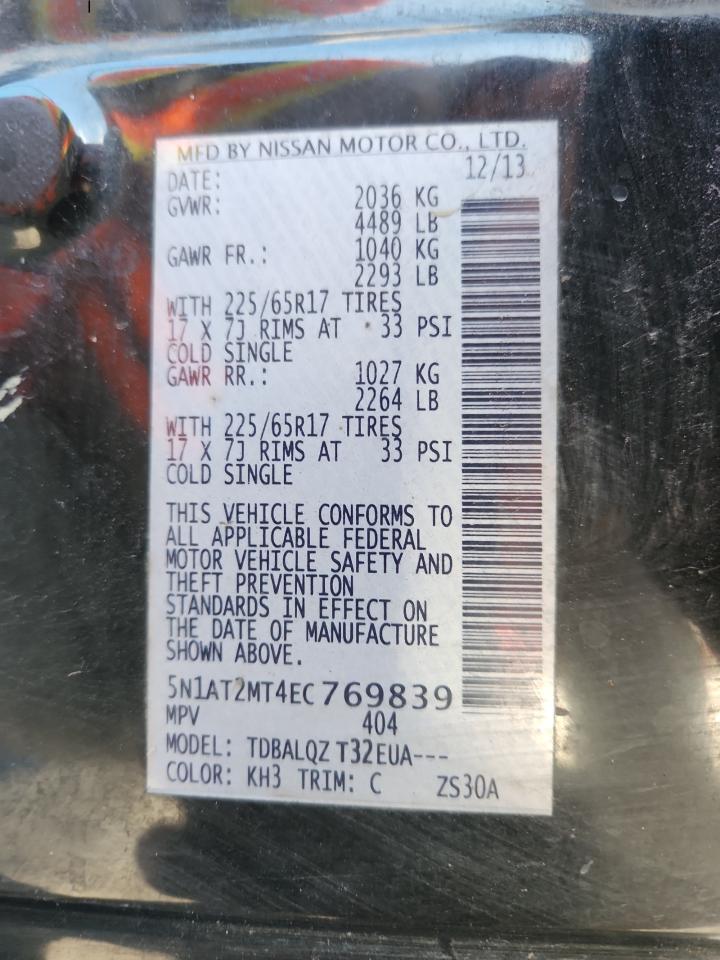 MFD BY NISSAN MOTOR CO., LTD.
DATE: 12/13
GVWR: 2036 KG
4489 LB
GAWR FR.: 1040 KG
2293 LB
WITH 225/65R17 TIRES
17 X 7J RIMS AT 33 PSI
COLD SINGLE
GAWR RR.: 1027 KG
2264 LB
WITH 225/65R17 TIRES
17 X 7J RIMS AT 33 PSI
COLD SINGLE
THIS VEHICLE CONFORMS TO
ALL APPLICABLE FEDERAL
MOTOR VEHICLE SAFETY AND
THEFT PREVENTION
STANDARDS IN EFFECT ON
THE DATE OF MANUFACTURE
SHOWN ABOVE.
5N1AT2MT4EC769839
MPV 404
MODEL: TDBALQZ T32EUA---
COLOR: KH3 TRIM: C ZS30A